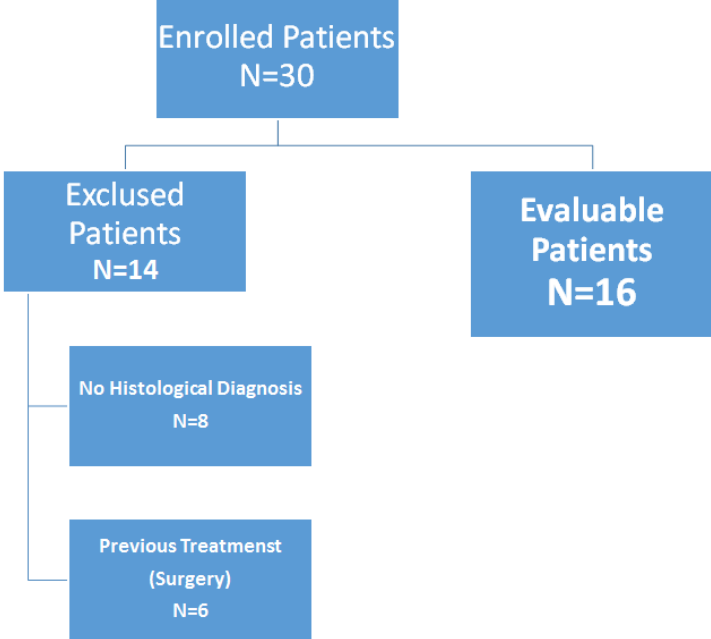 Enrolled Patients
N=30
Exclused
Patients
N=14
Evaluable
Patients
N=16
No Histological Diagnosis
N=8
Previous Treatmenst
(Surgery)
N=6